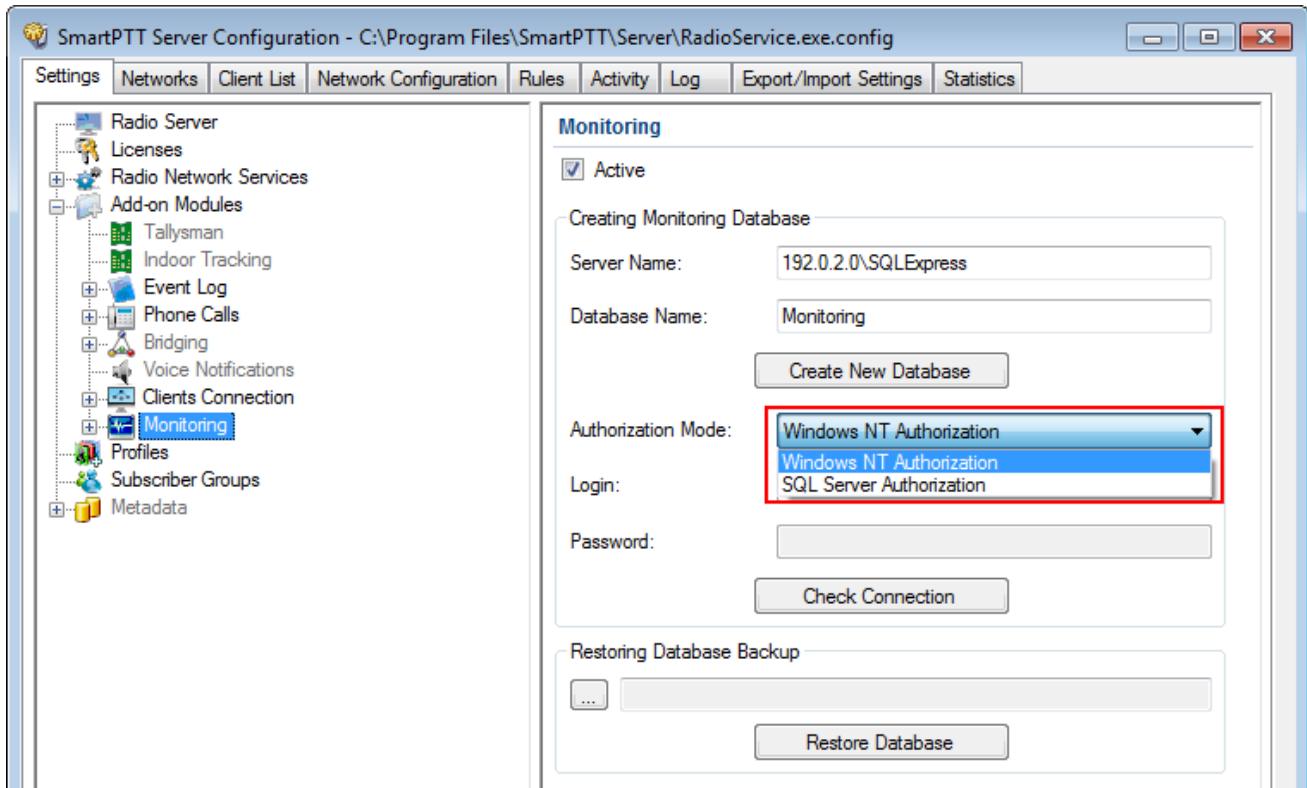 SmartPTT Server Configuration - C:\Program Files\SmartPTT\Server\RadioService.exe.config
Settings Networks Client List Network Configuration Rules Activity Log Export/Import Settings Statistics
Radio Server
Licenses
Radio Network Services
Add-on Modules
Tallysman
Indoor Tracking
Event Log
Phone Calls
Bridging
Voice Notifications
Clients Connection
Monitoring
Profiles
Subscriber Groups
Metadata
Monitoring
Active
Creating Monitoring Database
Server Name: 192.0.2.0\SQLExpress
Database Name: Monitoring
Create New Database
Authorization Mode: Windows NT Authorization
Windows NT Authorization
SQL Server Authorization
Login:
Password:
Check Connection
Restoring Database Backup
...
Restore Database